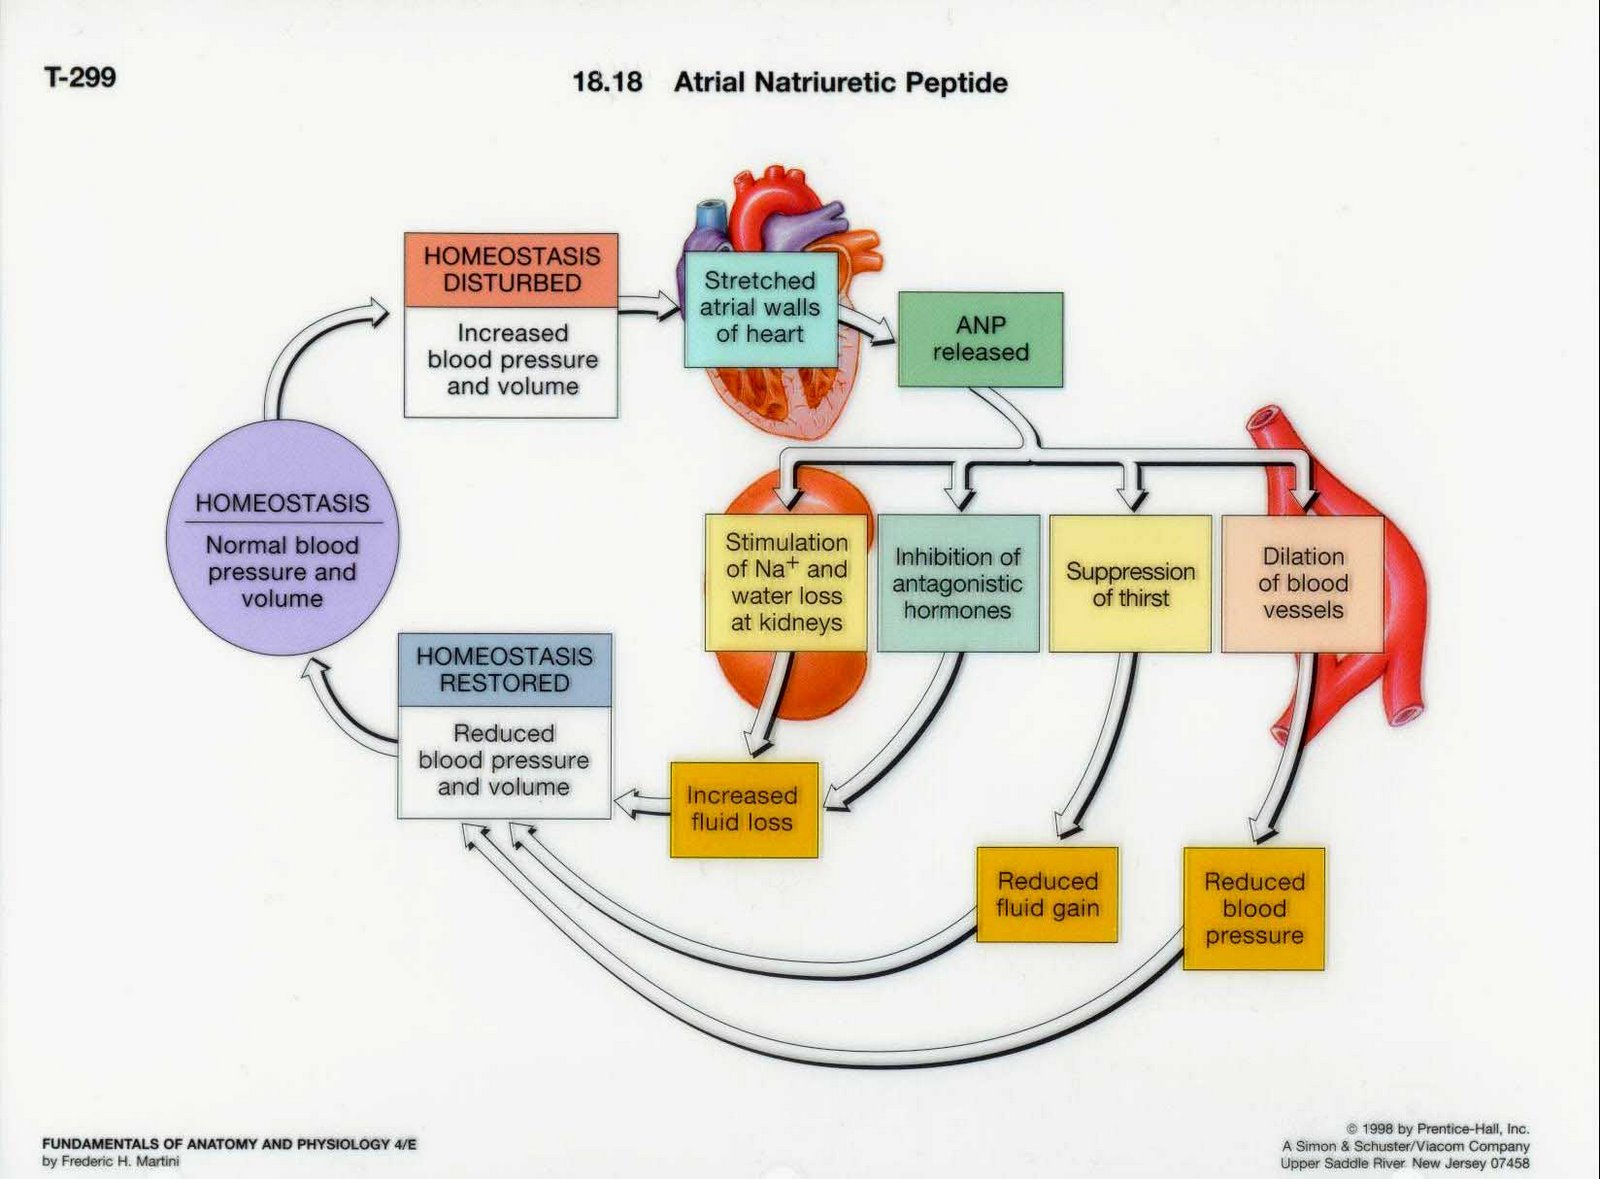 T-299
18.18 Atrial Natriuretic Peptide
HOMEOSTASIS
DISTURBED
Increased
blood pressure
and volume
Stretched
atrial walls
of heart
ANP
released
HOMEOSTASIS
Normal blood
pressure and
volume
Stimulation
of Na+ and
water loss
at kidneys
Inhibition of
antagonistic
hormones
Suppression
of thirst
Dilation
of blood
vessels
HOMEOSTASIS
RESTORED
Reduced
blood pressure
and volume
Increased
fluid loss
Reduced
fluid gain
Reduced
blood
pressure
FUNDAMENTALS OF ANATOMY AND PHYSIOLOGY 4/E
by Frederic H. Martini
© 1998 by Prentice-Hall, Inc.
A Simon & Schuster/Viacom Company
Upper Saddle River New Jersey 07458